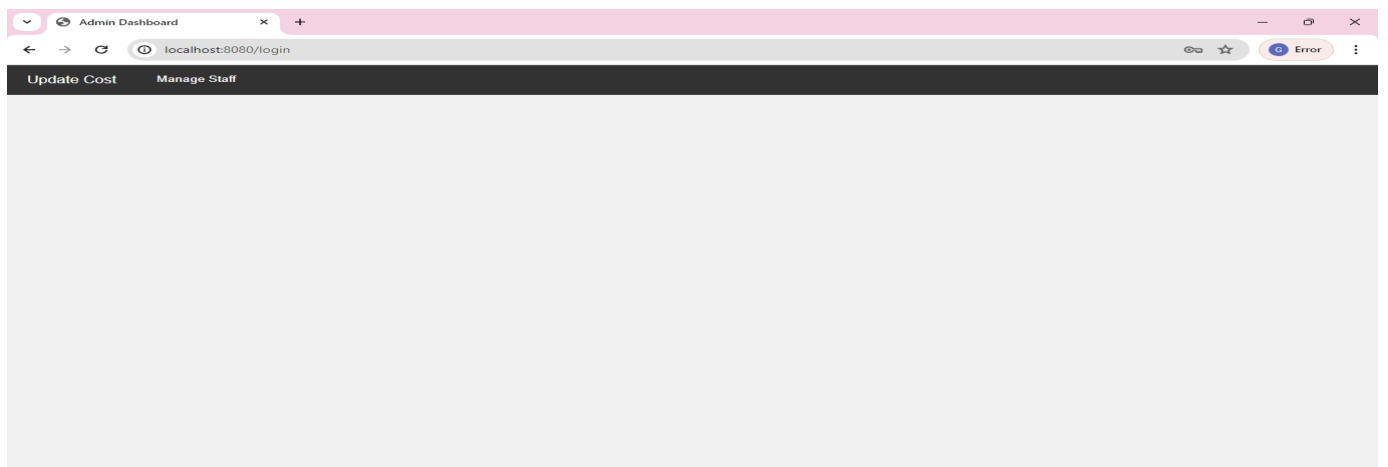 Admin Dashboard
localhost:8080/login
G Error
Update Cost Manage Staff